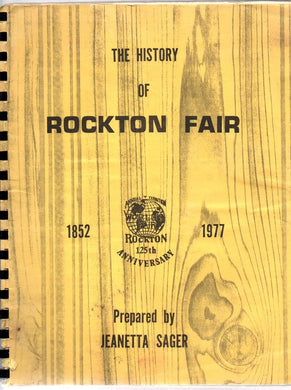 THE HISTORY
OF
ROCKTON FAIR
1852
1977
ROCKTON
125th
ANNIVERSARY
Prepared by
JEANETTA SAGER